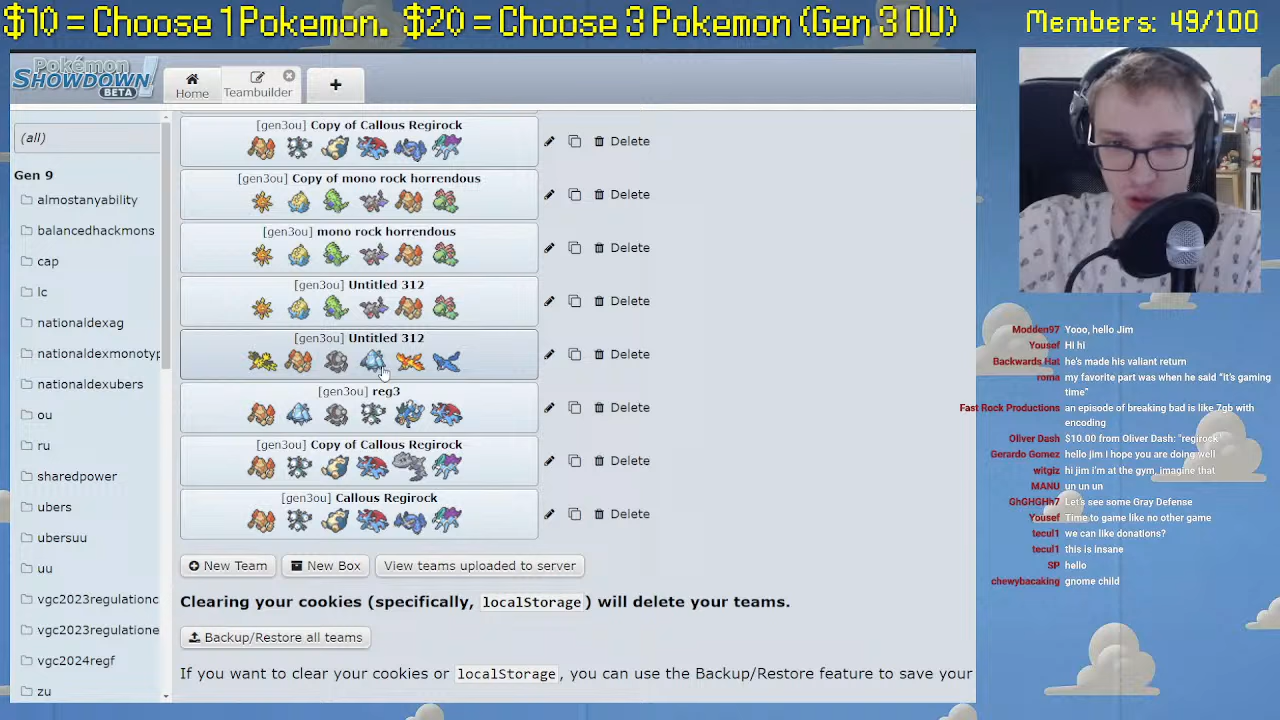 $10 = Choose 1 Pokemon. $20 = Choose 3 Pokemon (Gen 3 OU)
Members: 49/100
Pokémon
SHOWDOWN!
BETA
Home
Teambuilder
+
(all)
Gen 9
almostanyability
balancedhackmons
cap
lc
nationaldexag
nationaldexmonotyp
nationaldexubers
ou
ru
sharedpower
ubers
ubersuu
uu
vgc2023regulationc
vgc2023regulatione
vgc2024regf
zu
[gen3ou] Copy of Callous Regirock
Delete
[gen3ou] Copy of mono rock horrendous
Delete
[gen3ou] mono rock horrendous
Delete
[gen3ou] Untitled 312
Delete
[gen3ou] Untitled 312
Delete
[gen3ou] reg3
Delete
[gen3ou] Copy of Callous Regirock
Delete
[gen3ou] Callous Regirock
Delete
New Team
New Box
View teams uploaded to server
Clearing your cookies (specifically, localStorage) will delete your teams.
Backup/Restore all teams
If you want to clear your cookies or localStorage, you can use the Backup/Restore feature to save your
Modden97 Yooo, hello Jim
Yousef Hi hi
Backwards Hat he's made his valiant return
roma my favorite part was when he said "it's gaming
time"
Fast Rock Productions an episode of breaking bad is like 7gb with
encoding
Oliver Dash $10.00 from Oliver Dash: "regirock"
Gerardo Gomez hello jim i hope you are doing well
witgiz hi jim i'm at the gym, imagine that
MANU un un un
GhGHGHh7 Let's see some Gray Defense
Yousef Time to game like no other game
tecul1 we can like donations?
tecul1 this is insane
SP hello
chewybacaking gnome child